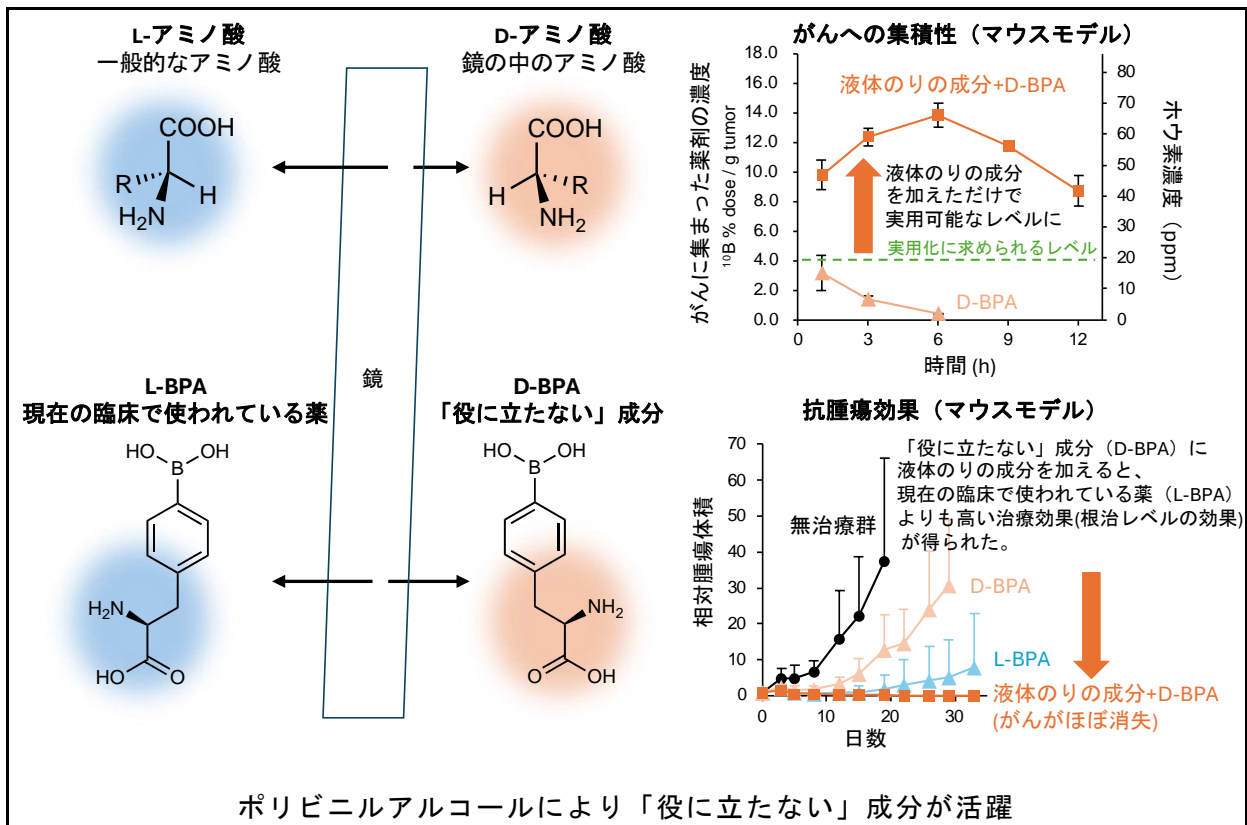 L-アミノ酸
一般的なアミノ酸
COOH
R
H
H₂N
D-アミノ酸
鏡の中のアミノ酸
COOH
H
R
NH₂
鏡
L-BPA
現在の臨床で使われている薬
HO
B
OH
H₂N
HO
O
D-BPA
「役に立たない」成分
HO
B
OH
NH₂
O
OH
がんへの集積性（マウスモデル）
がんに集まった薬剤の濃度
¹⁰B % dose / g tumor
18.0
16.0
14.0
12.0
10.0
8.0
6.0
4.0
2.0
0.0
液体のりの成分+D-BPA
液体のりの成分
を加えただけで
実用可能なレベルに
実用化に求められるレベル
D-BPA
80
70
60
50
40
30
20
10
0
ホウ素濃度（ppm）
0
3
6
9
12
時間 (h)
抗腫瘍効果（マウスモデル）
相対腫瘍体積
70
60
50
40
30
20
10
0
「役に立たない」成分（D-BPA）に
液体のりの成分を加えると、
現在の臨床で使われている薬（L-BPA）
よりも高い治療効果(根治レベルの効果)
が得られた。
無治療群
D-BPA
L-BPA
液体のりの成分+D-BPA
(がんがほぼ消失)
0
10
20
30
日数
ポリビニルアルコールにより「役に立たない」成分が活躍